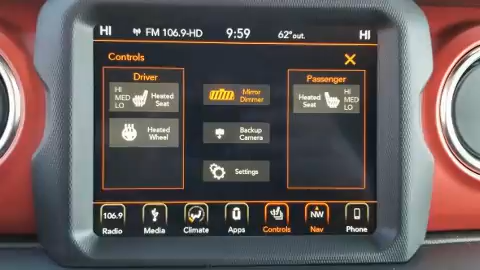 HI FM 106.9-HD 9:59 62°out. HI
Controls X
Driver
HI
MED
LO
Heated
Seat
Heated
Wheel
Mirror
Dimmer
Backup
Camera
Settings
Passenger
Heated
Seat
HI
MED
LO
106.9 NW
Radio Media Climate Apps Controls Nav Phone